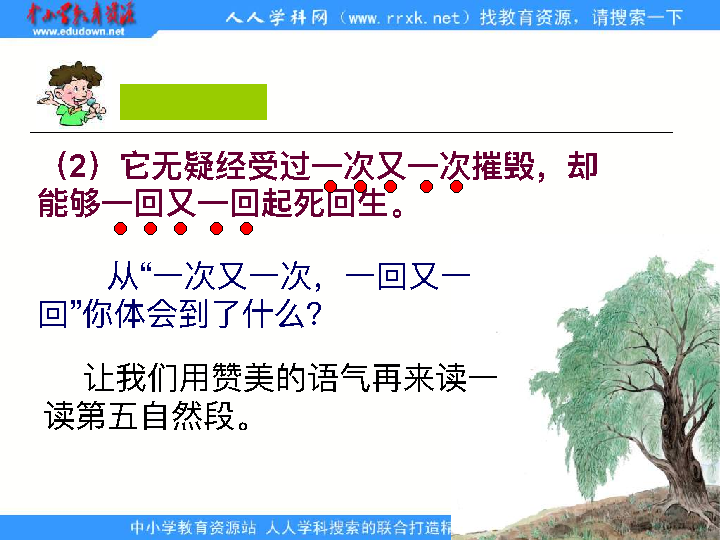 中小学教育资源
www.edudown.net
人人学科网（www.rrxk.net）找教育资源，请搜索一下
（2）它无疑经受过一次又一次摧毁，却
能够一回又一回起死回生。
从“一次又一次，一回又一
回”你体会到了什么？
让我们用赞美的语气再来读一
读第五自然段。
中小学教育资源站 人人学科搜索的联合打造精